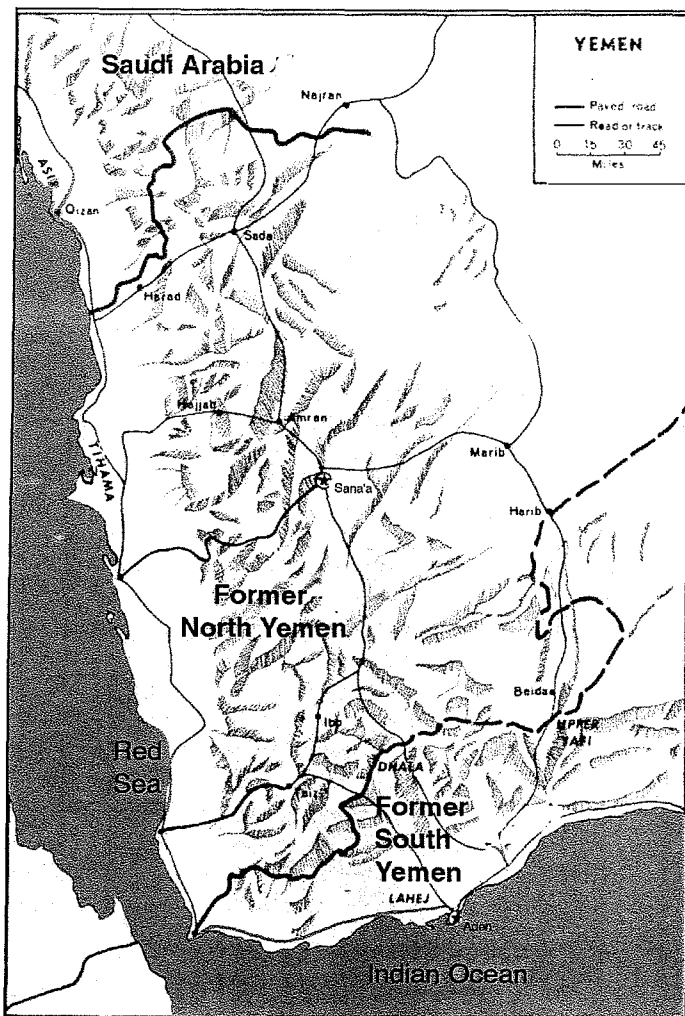 YEMEN
Paved road
Road or track
0 15 30 45
Miles
Saudi Arabia
Najran
ASIR
Qizan
Sada
Harad
Hajjah
Amran
TIHAMA
Sana'a
Marib
Harib
Former
North Yemen
Beidaa
UPPER
YAFI
Ibb
Red
Sea
DHALA
Taiz
Former
South
Yemen
LAHEJ
Aden
Indian Ocean